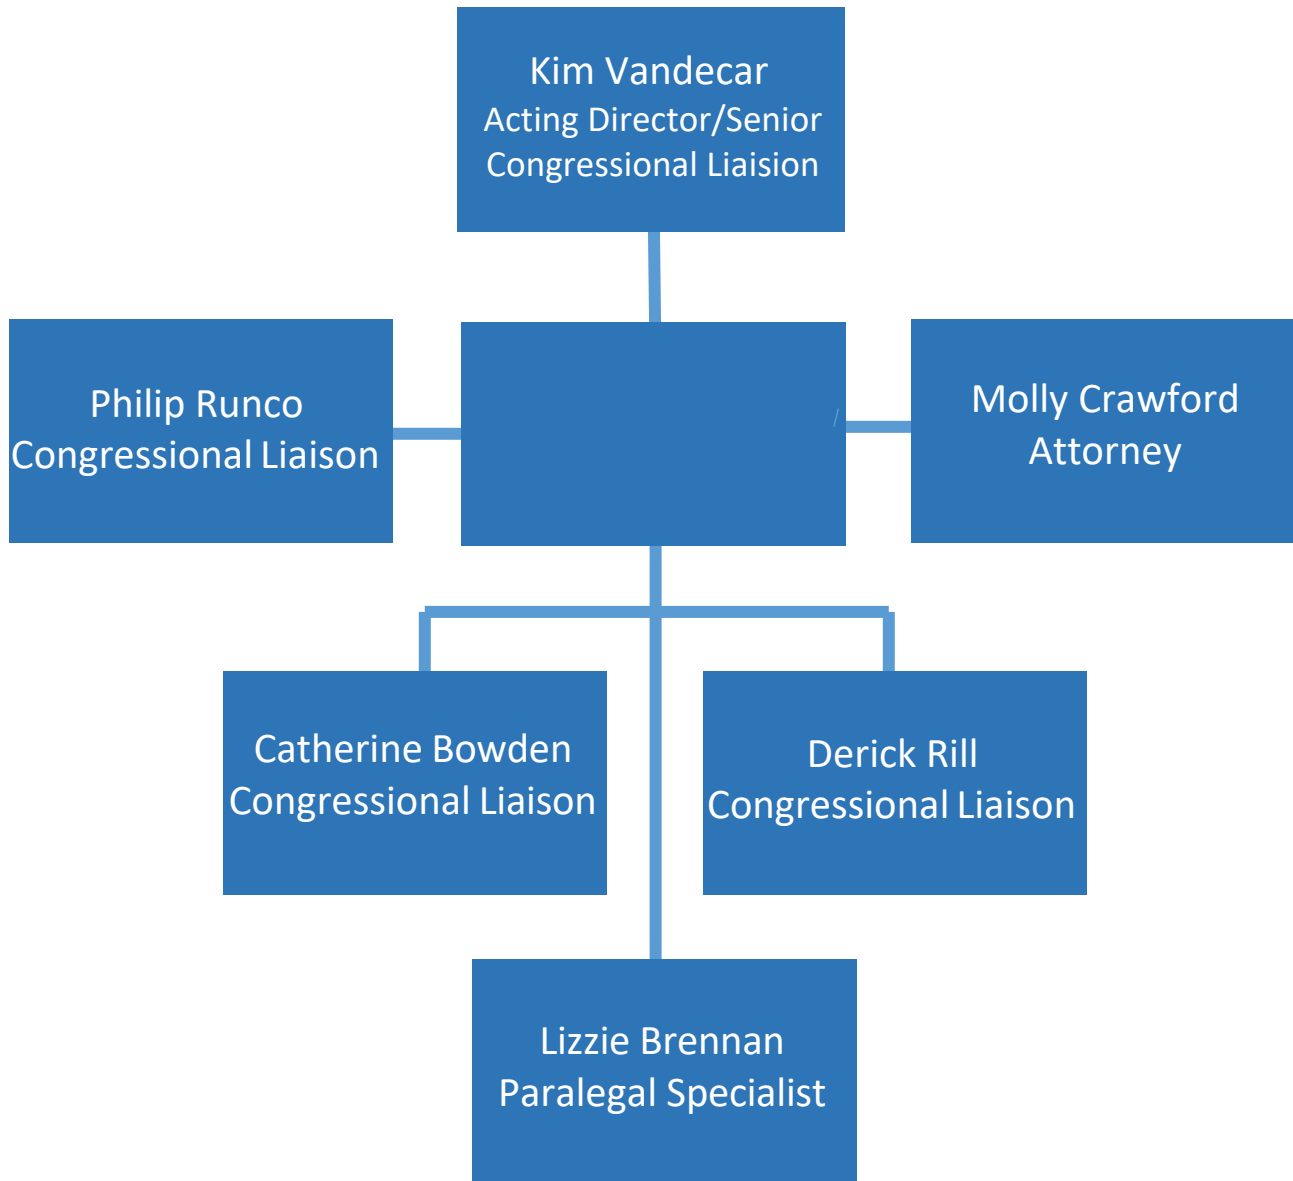 Kim Vandecar
Acting Director/Senior
Congressional Liaision
Philip Runco
Congressional Liaison
Molly Crawford
Attorney
Catherine Bowden
Congressional Liaison
Derick Rill
Congressional Liaison
Lizzie Brennan
Paralegal Specialist